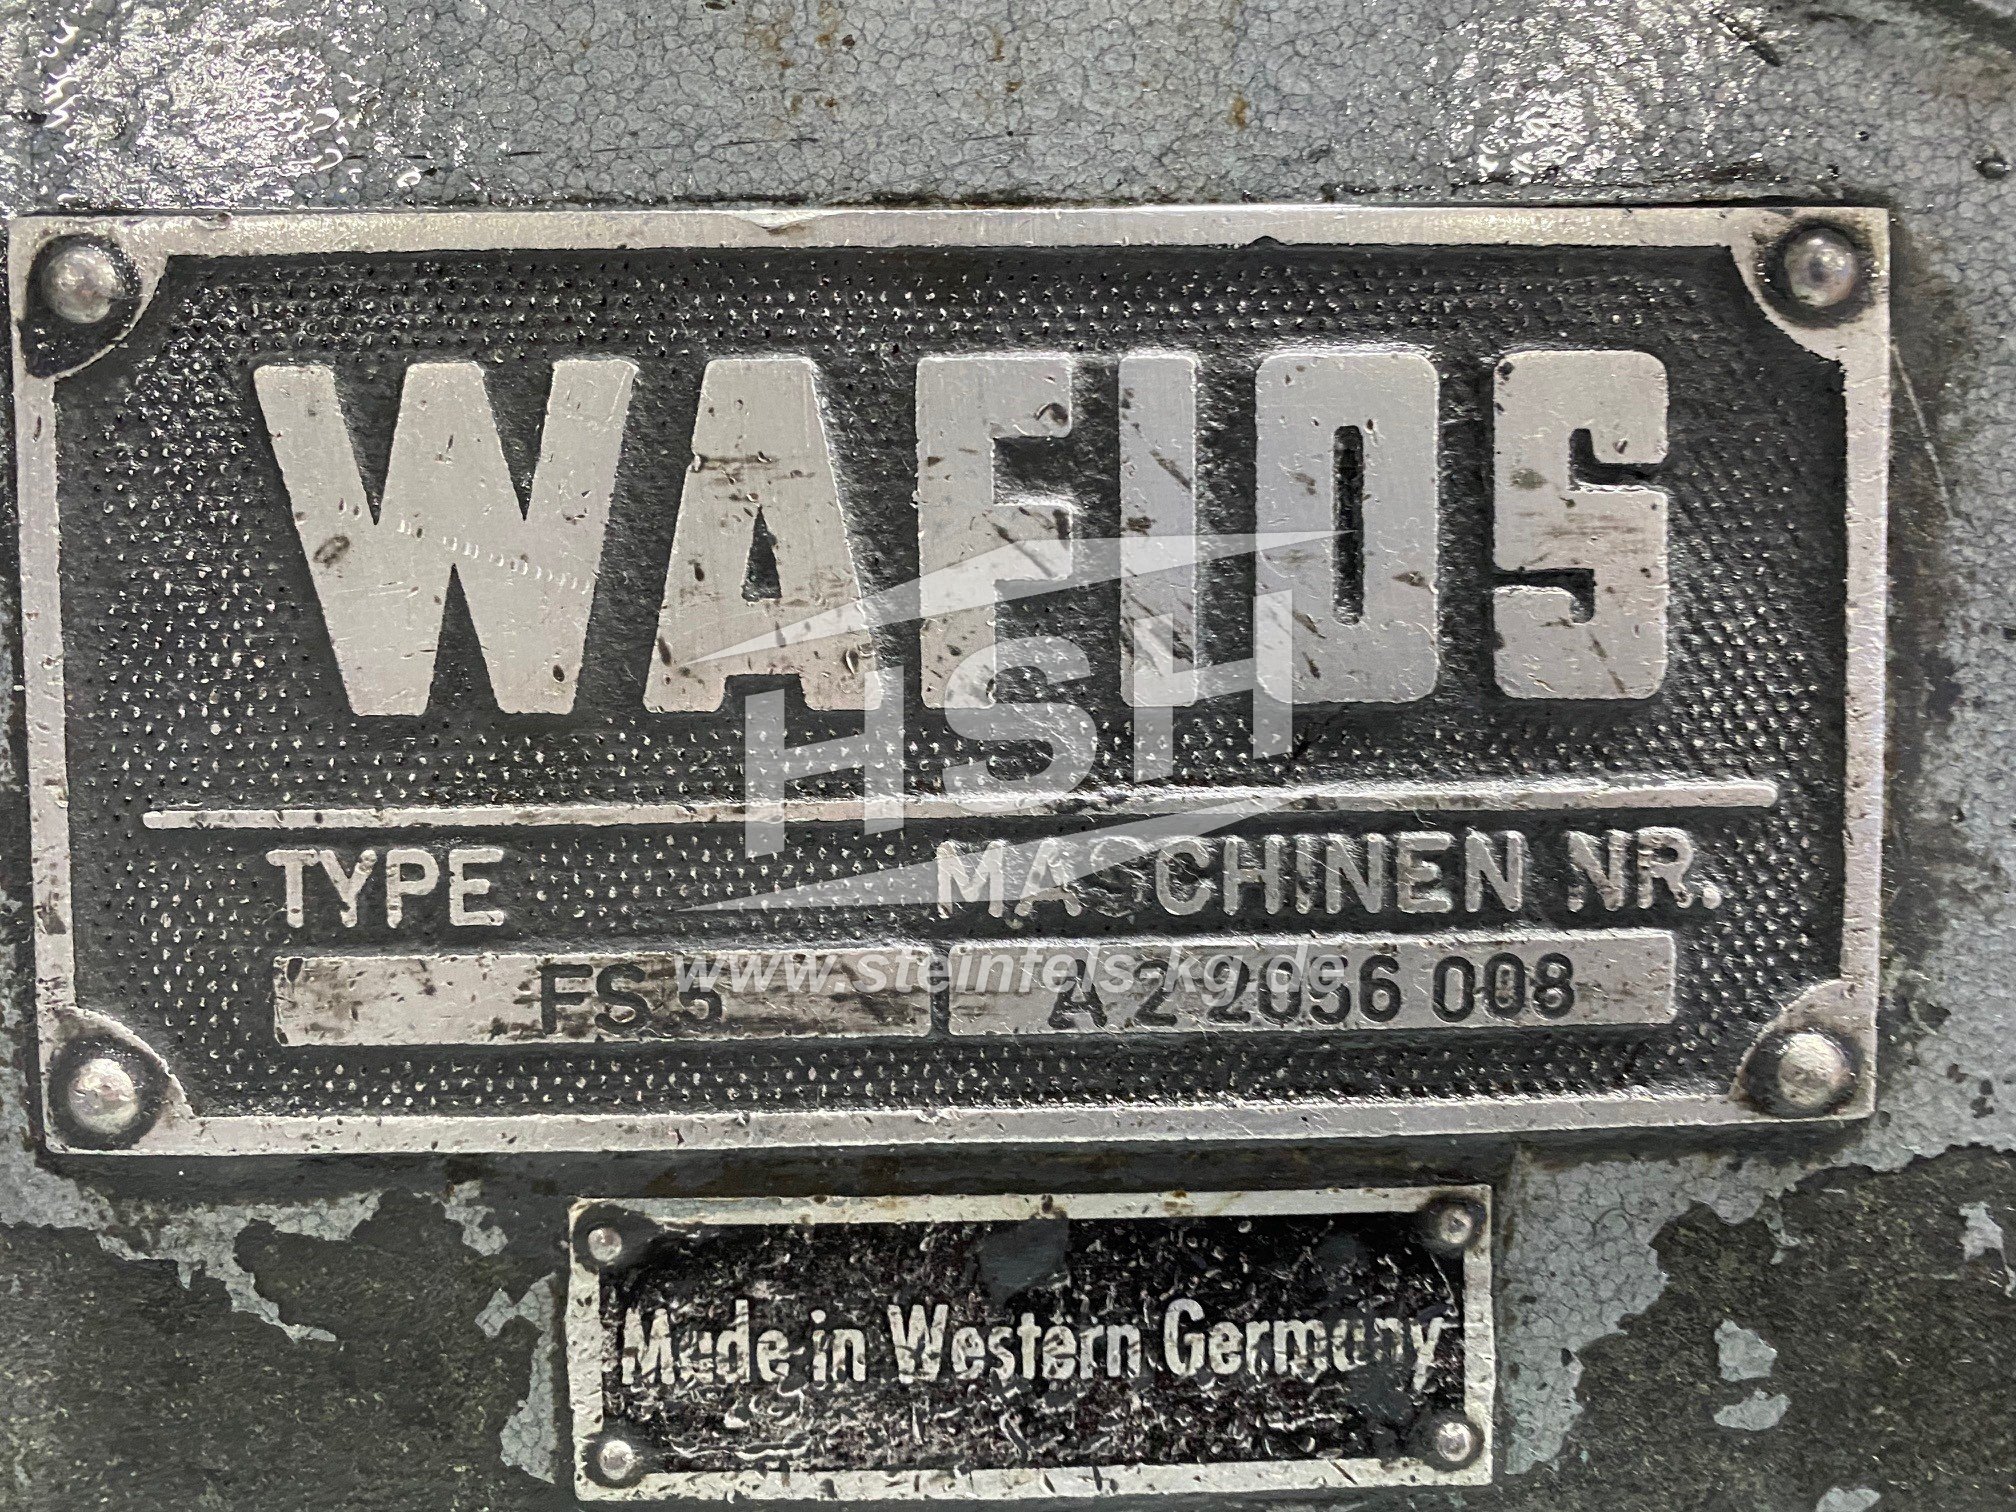 WAFIOS
HSH
TYPE MASCHINEN NR.
www.steinfels-kg.de
FS 5 A 2 2056 008
Made in Western Germany